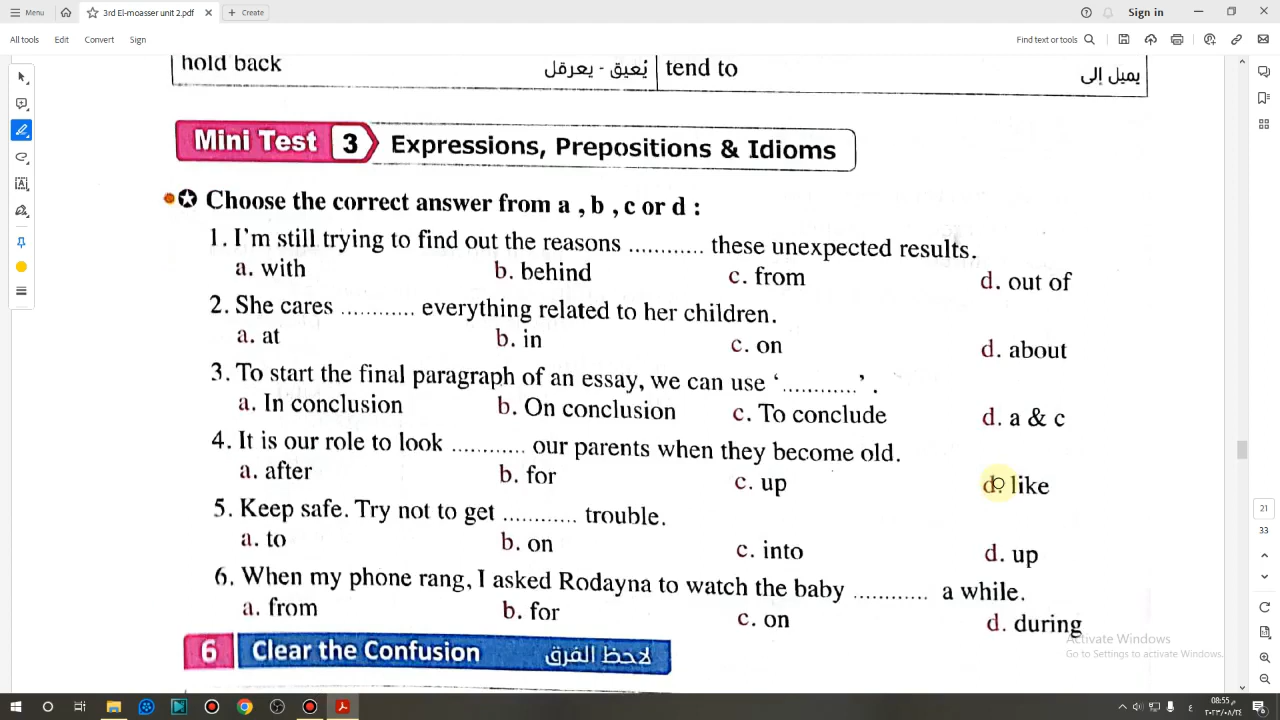 Menu
3rd El-moasser unit 2.pdf
Create
Sign in
All tools Edit Convert Sign
Find text or tools
hold back يُعيق - يعرقل tend to يميل إلى
Mini Test 3 Expressions, Prepositions & Idioms
Choose the correct answer from a , b , c or d :
1. I'm still trying to find out the reasons ............ these unexpected results.
a. with b. behind c. from d. out of
2. She cares ............ everything related to her children.
a. at b. in c. on d. about
3. To start the final paragraph of an essay, we can use ‘............’ .
a. In conclusion b. On conclusion c. To conclude d. a & c
4. It is our role to look ............ our parents when they become old.
a. after b. for c. up d. like
5. Keep safe. Try not to get ............ trouble.
a. to b. on c. into d. up
6. When my phone rang, I asked Rodayna to watch the baby ............ a while.
a. from b. for c. on d. during
6 Clear the Confusion لاحظ الفرق
21
33
Activate Windows
Go to Settings to activate Windows.
08:55 م
٢٠٢٣/٠٨/٢٤